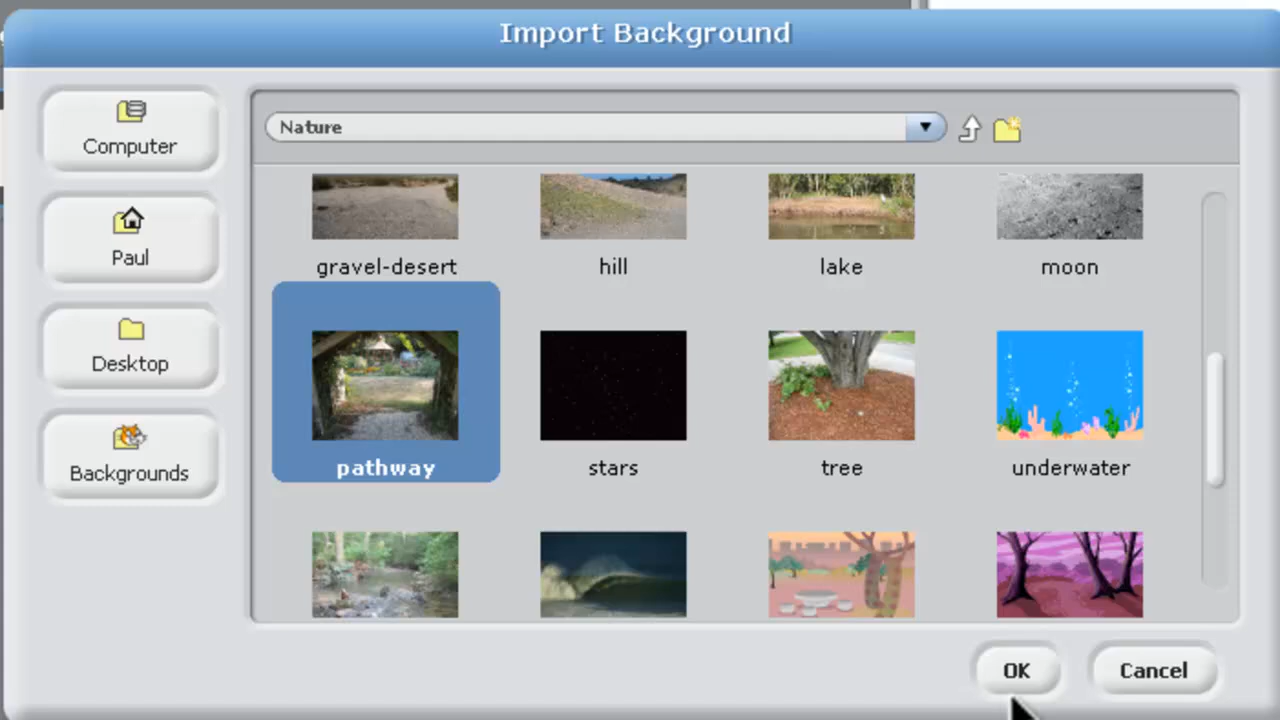 Import Background
Computer
Paul
Desktop
Backgrounds
Nature
gravel-desert
hill
lake
moon
pathway
stars
tree
underwater
OK
Cancel